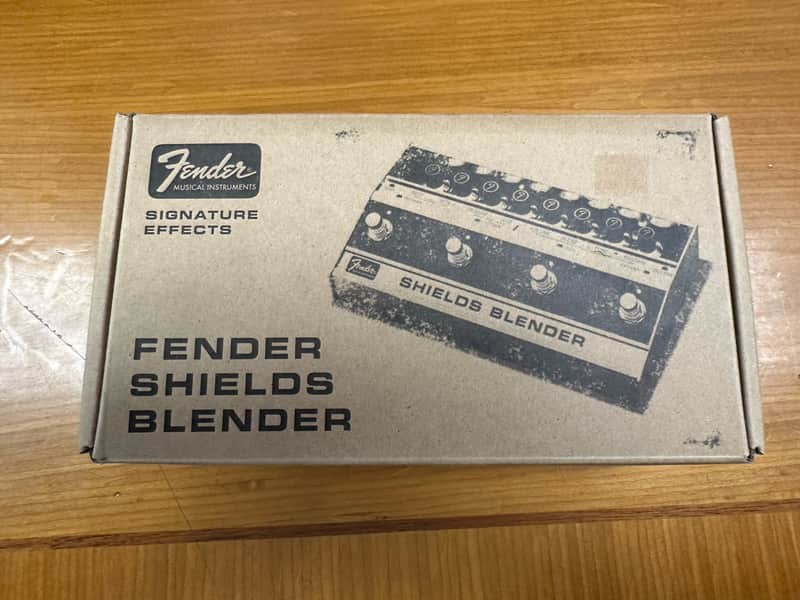 Fender®
MUSICAL INSTRUMENTS
SIGNATURE
EFFECTS
FENDER
SHIELDS
BLENDER
Fender
SHIELDS BLENDER